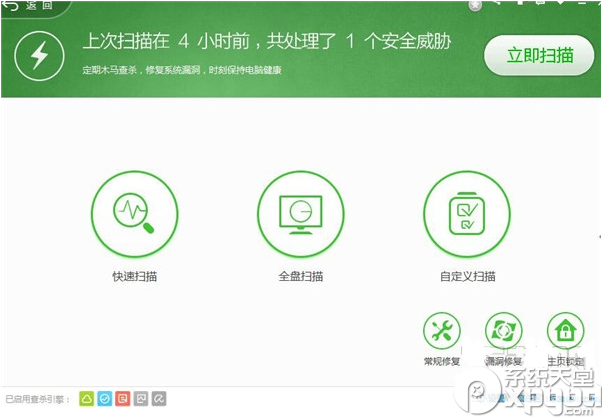 返回
上次扫描在 4 小时前，共处理了 1 个安全威胁
定期木马查杀，修复系统漏洞，时刻保持电脑健康
立即扫描
快速扫描
全盘扫描
自定义扫描
常规修复
漏洞修复
主页锁定
已启用查杀引擎：
系统天堂